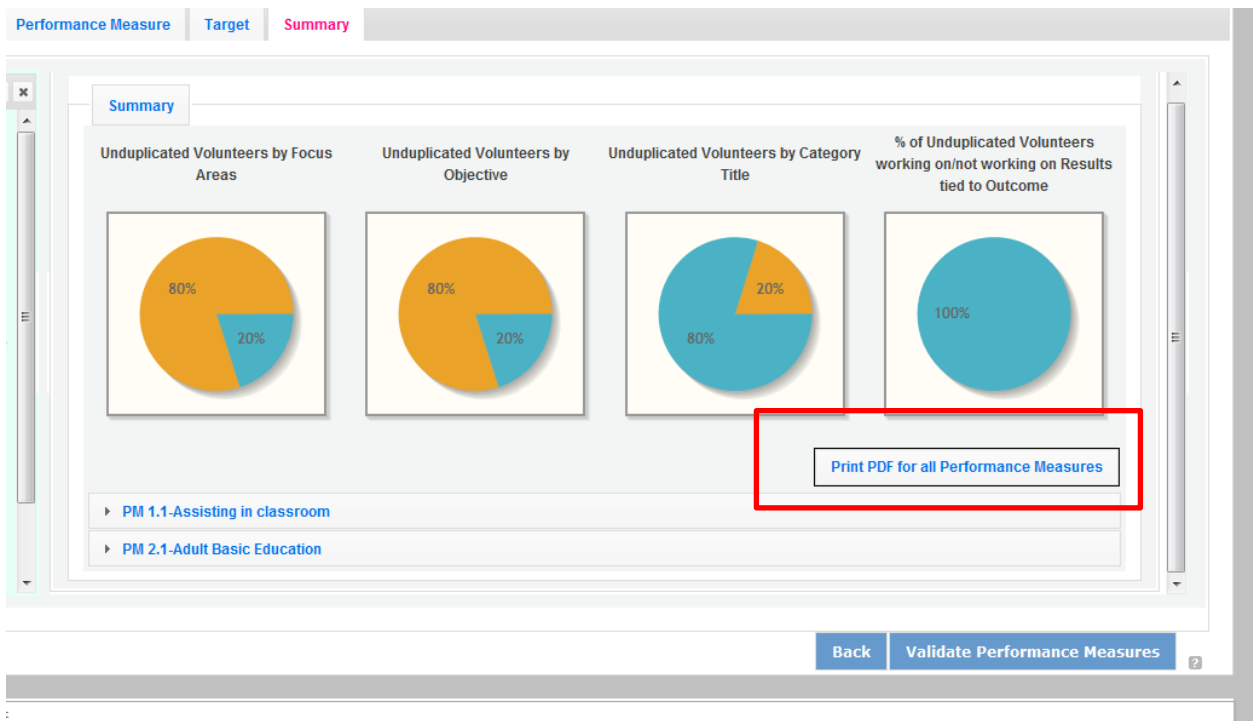 Performance Measure Target Summary
Summary
Unduplicated Volunteers by Focus
Areas
Unduplicated Volunteers by
Objective
Unduplicated Volunteers by Category
Title
% of Unduplicated Volunteers
working on/not working on Results
tied to Outcome
80%
20%
80%
20%
20%
80%
100%
Print PDF for all Performance Measures
PM 1.1-Assisting in classroom
PM 2.1-Adult Basic Education
Back Validate Performance Measures
?